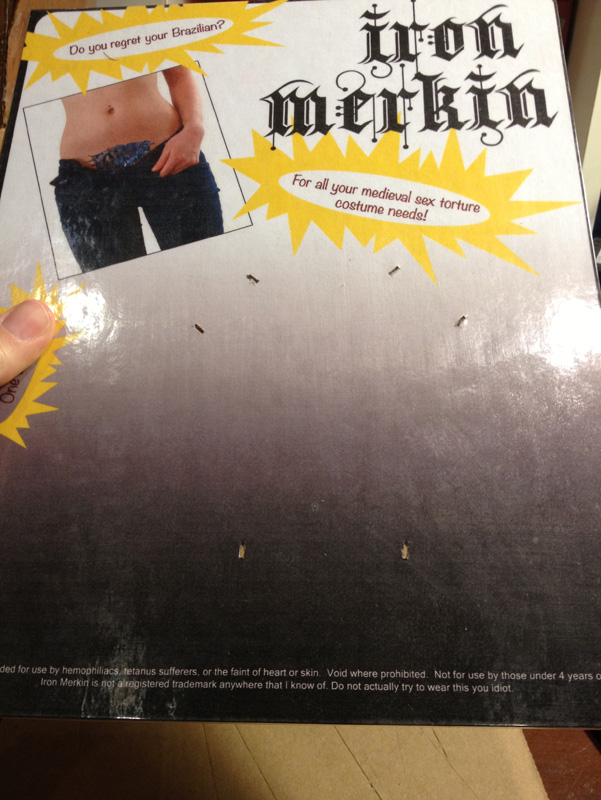 Do you regret your Brazilian?
iron
merkin
For all your medieval sex torture
costume needs!
One
ded for use by hemophiliacs, tetanus sufferers, or the faint of heart or skin. Void where prohibited. Not for use by those under 4 years o
Iron Merkin is not a registered trademark anywhere that I know of. Do not actually try to wear this you idiot.